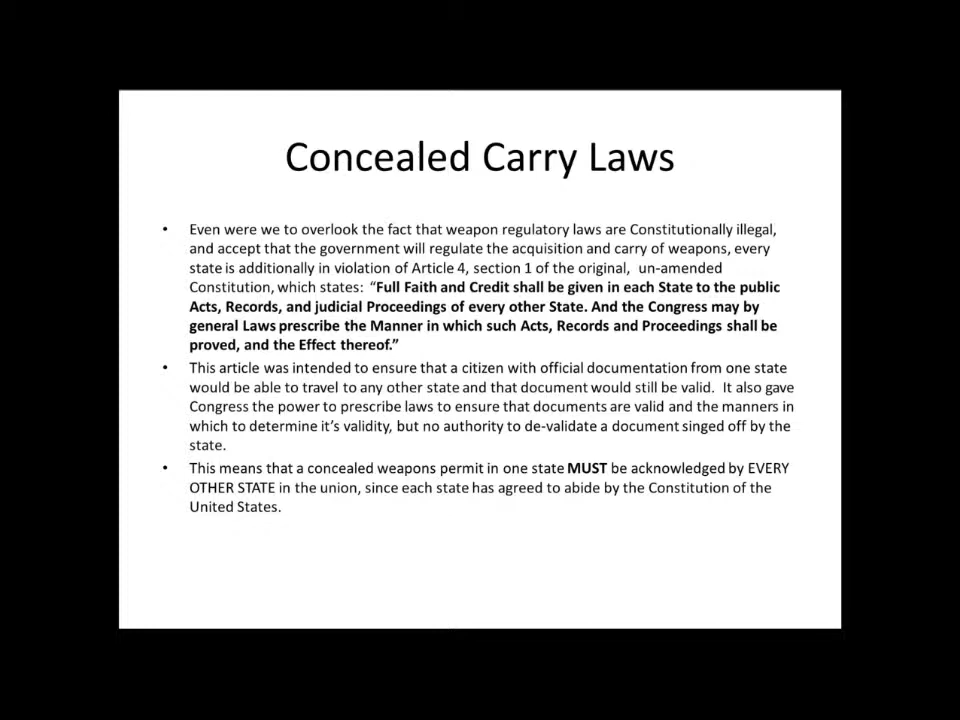 Concealed Carry Laws
• Even were we to overlook the fact that weapon regulatory laws are Constitutionally illegal,
and accept that the government will regulate the acquisition and carry of weapons, every
state is additionally in violation of Article 4, section 1 of the original, un-amended
Constitution, which states: “Full Faith and Credit shall be given in each State to the public
Acts, Records, and judicial Proceedings of every other State. And the Congress may by
general Laws prescribe the Manner in which such Acts, Records and Proceedings shall be
proved, and the Effect thereof.”
• This article was intended to ensure that a citizen with official documentation from one state
would be able to travel to any other state and that document would still be valid. It also gave
Congress the power to prescribe laws to ensure that documents are valid and the manners in
which to determine it’s validity, but no authority to de-validate a document singed off by the
state.
• This means that a concealed weapons permit in one state MUST be acknowledged by EVERY
OTHER STATE in the union, since each state has agreed to abide by the Constitution of the
United States.